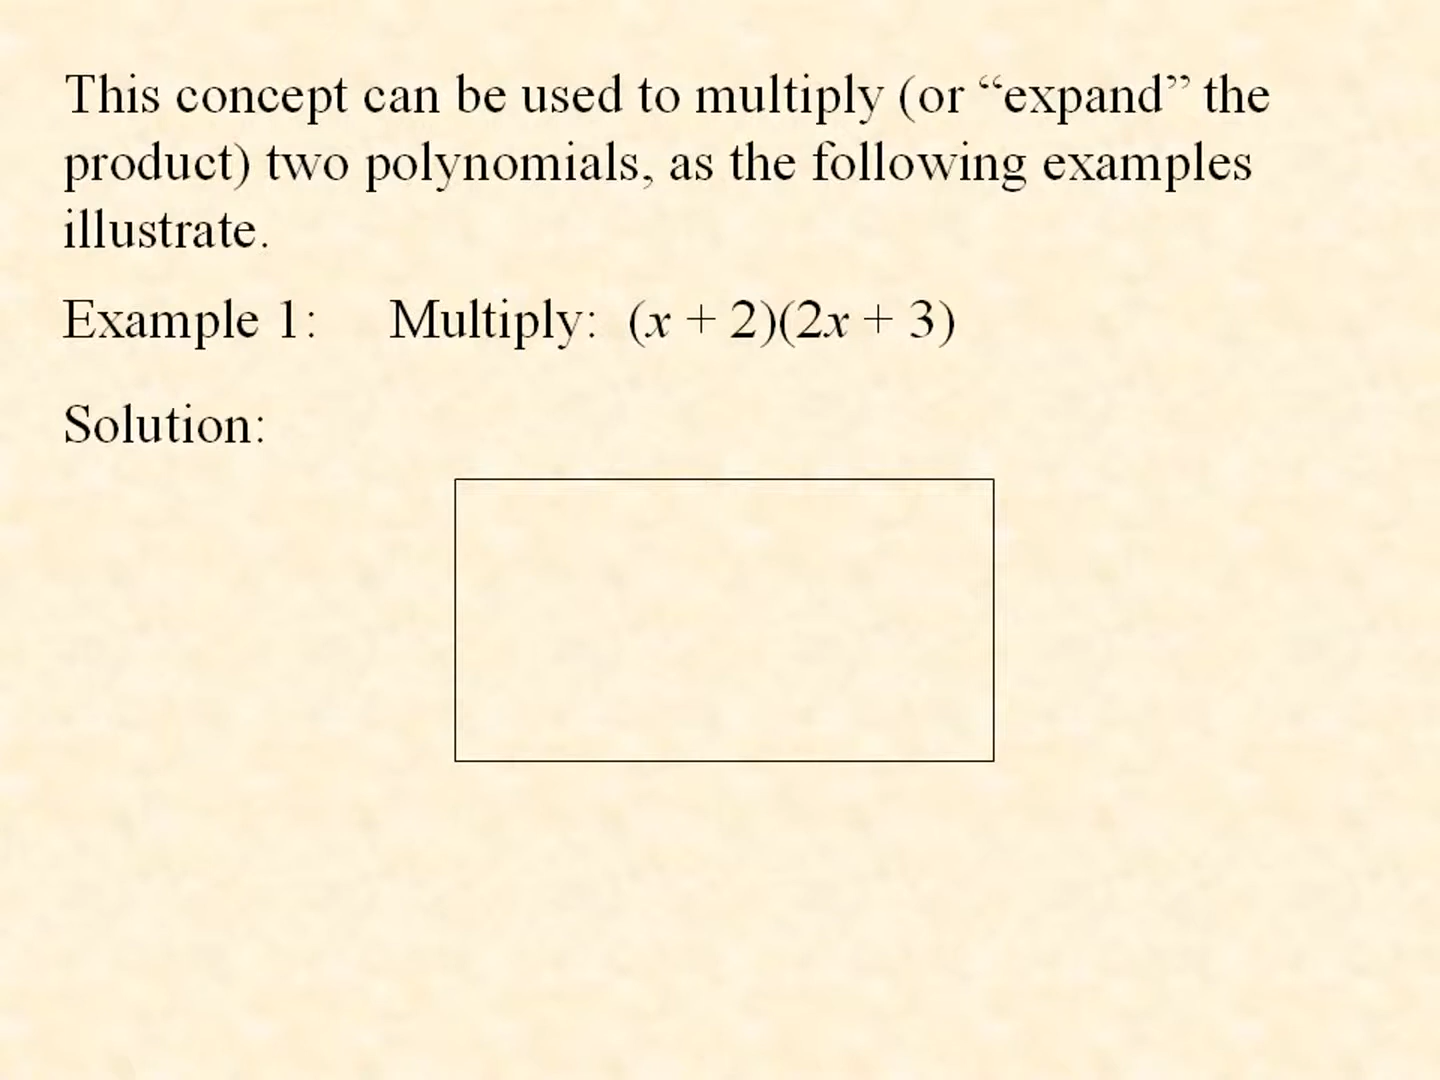 This concept can be used to multiply (or “expand” the
product) two polynomials, as the following examples
illustrate.
Example 1: Multiply: (x + 2)(2x + 3)
Solution: